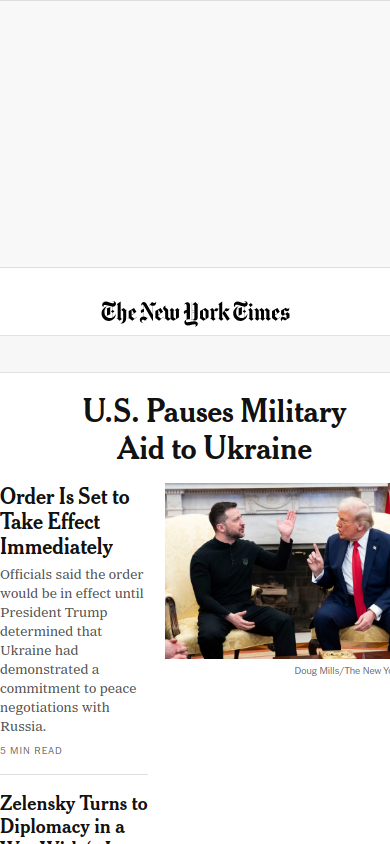 The New York Times
U.S. Pauses Military
Aid to Ukraine
Order Is Set to
Take Effect
Immediately
Officials said the order
would be in effect until
President Trump
determined that
Ukraine had
demonstrated a
commitment to peace
negotiations with
Russia.
5 MIN READ
Doug Mills/The New Yo
Zelensky Turns to
Diplomacy in a